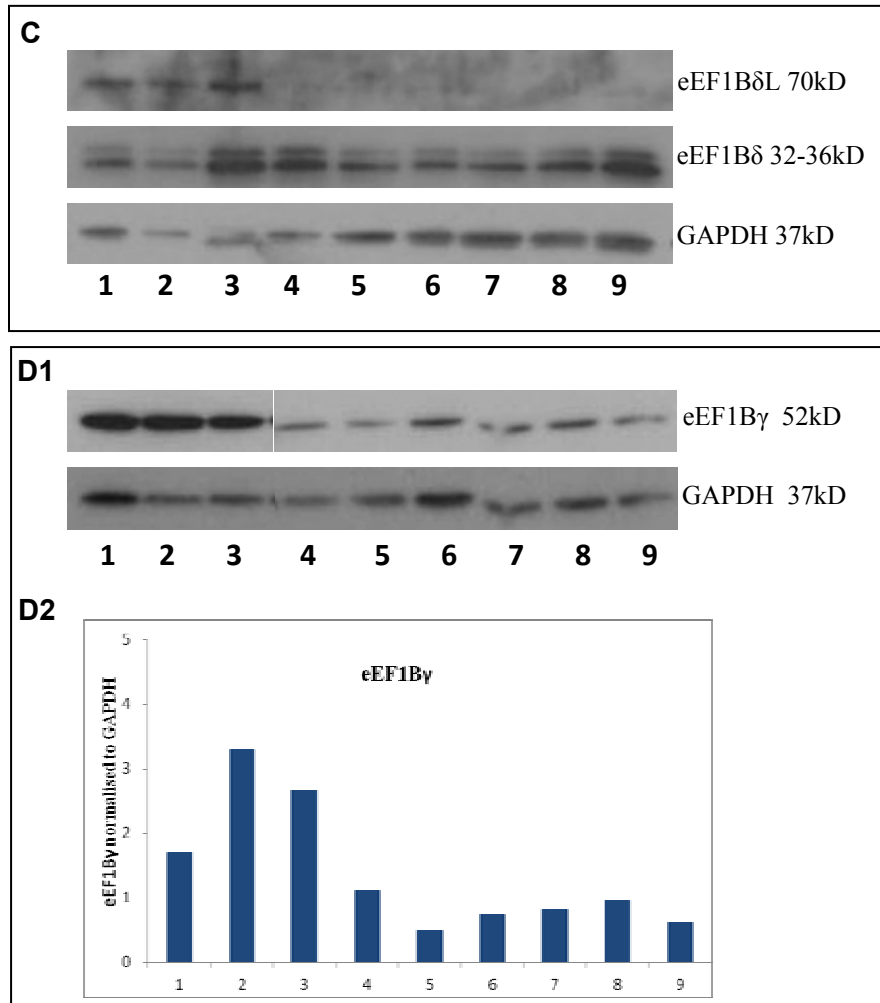 C
eEF1BδL 70kD
eEF1Bδ 32-36kD
GAPDH 37kD
1 2 3 4 5 6 7 8 9
D1
eEF1Bγ 52kD
GAPDH 37kD
1 2 3 4 5 6 7 8 9
D2
eEF1Bγ
eEF1Bγ normalised to GAPDH
5
4
3
2
1
0
1 2 3 4 5 6 7 8 9